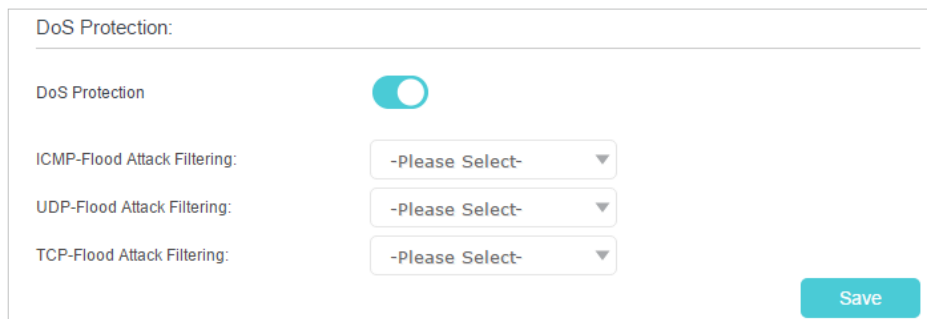 DoS Protection:
DoS Protection
ICMP-Flood Attack Filtering: -Please Select-
UDP-Flood Attack Filtering: -Please Select-
TCP-Flood Attack Filtering: -Please Select-
Save